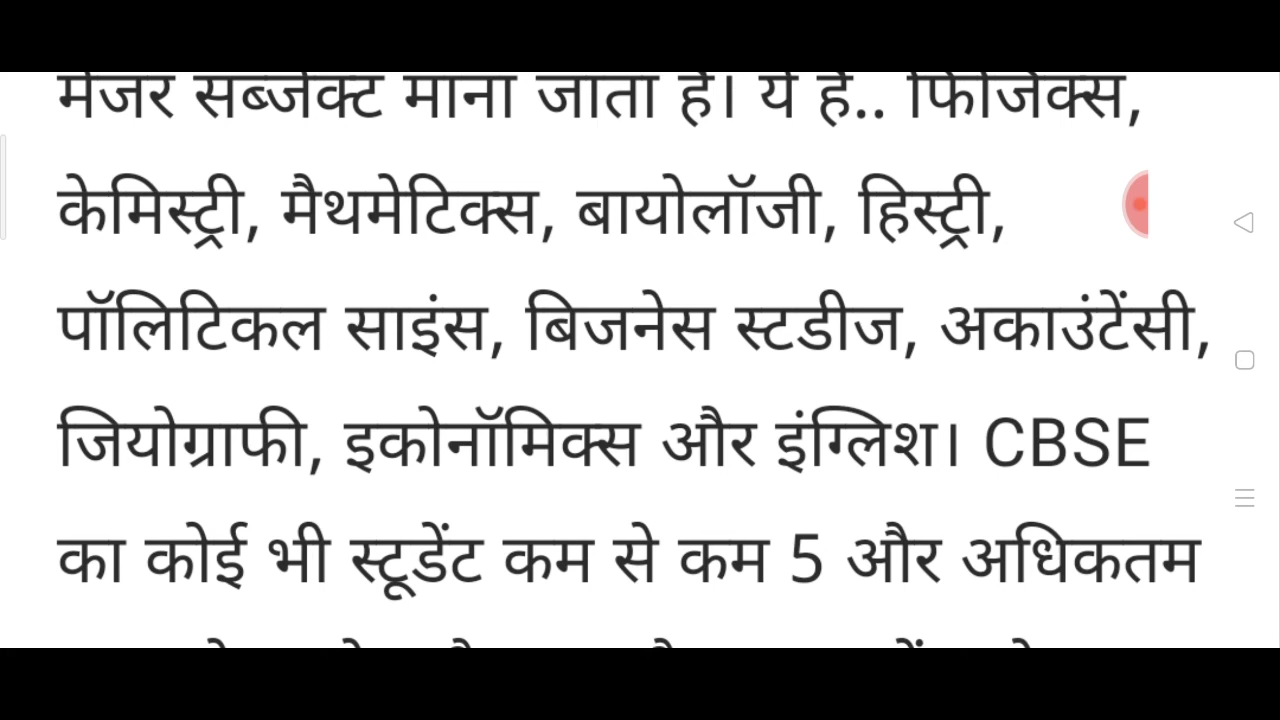 मेजर सब्जेक्ट माना जाता है। ये हैं.. फिजिक्स,
केमिस्ट्री, मैथमेटिक्स, बायोलॉजी, हिस्ट्री,
पॉलिटिकल साइंस, बिजनेस स्टडीज, अकाउंटेंसी,
जियोग्राफी, इकोनॉमिक्स और इंग्लिश। CBSE
का कोई भी स्टूडेंट कम से कम 5 और अधिकतम